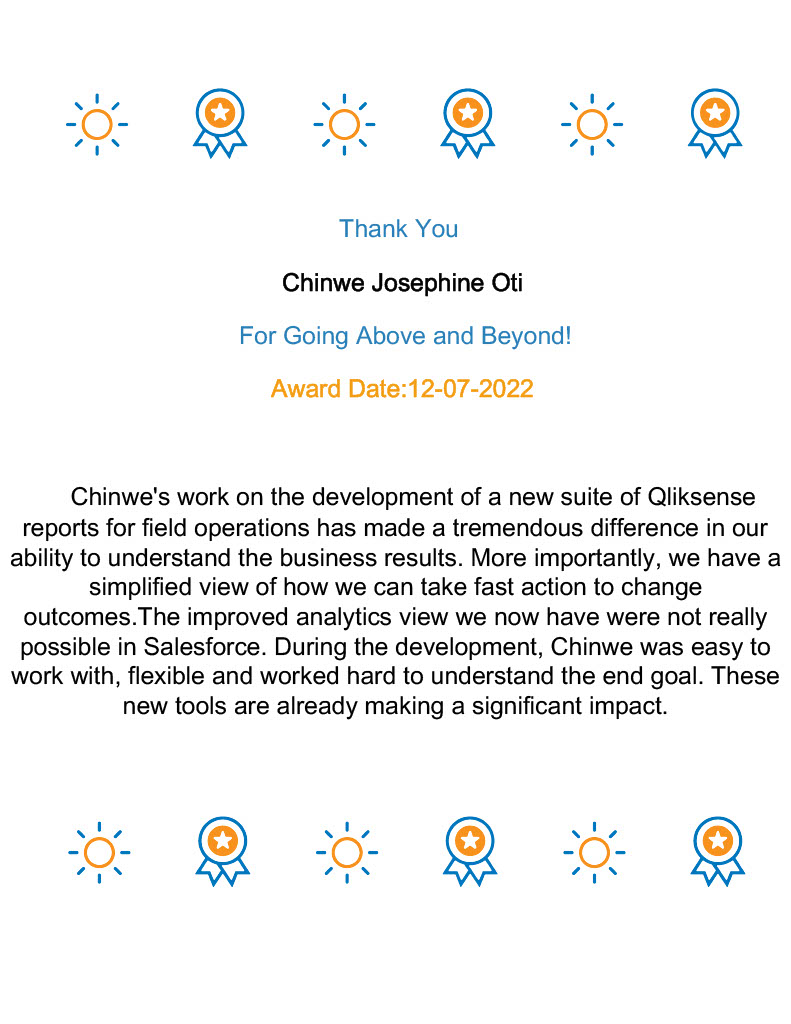 Thank You
Chinwe Josephine Oti
For Going Above and Beyond!
Award Date:12-07-2022
Chinwe's work on the development of a new suite of Qliksense
reports for field operations has made a tremendous difference in our
ability to understand the business results. More importantly, we have a
simplified view of how we can take fast action to change
outcomes.The improved analytics view we now have were not really
possible in Salesforce. During the development, Chinwe was easy to
work with, flexible and worked hard to understand the end goal. These
new tools are already making a significant impact.